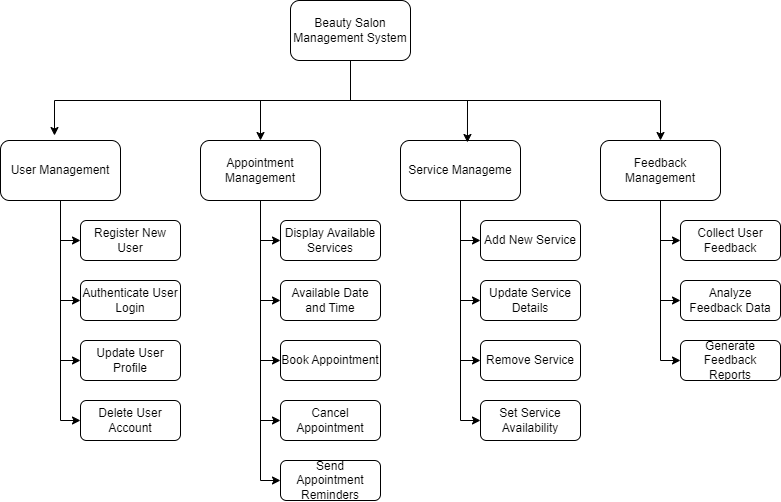 Beauty Salon
Management System
User Management
Appointment
Management
Service Manageme
Feedback
Management
Register New
User
Authenticate User
Login
Update User
Profile
Delete User
Account
Display Available
Services
Available Date
and Time
Book Appointment
Cancel
Appointment
Send
Appointment
Reminders
Add New Service
Update Service
Details
Remove Service
Set Service
Availability
Collect User
Feedback
Analyze
Feedback Data
Generate
Feedback
Reports